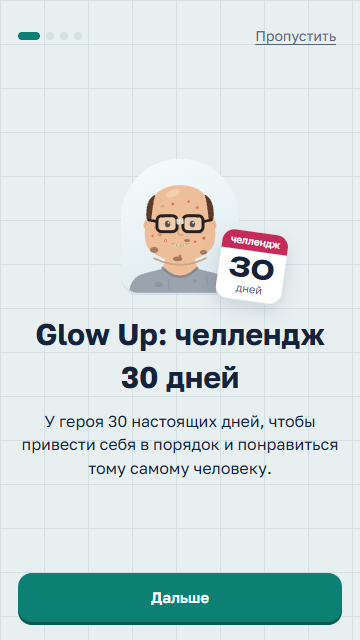 Пропустить
челлендж
30
дней
Glow Up: челлендж
30 дней
У героя 30 настоящих дней, чтобы
привести себя в порядок и понравиться
тому самому человеку.
Дальше